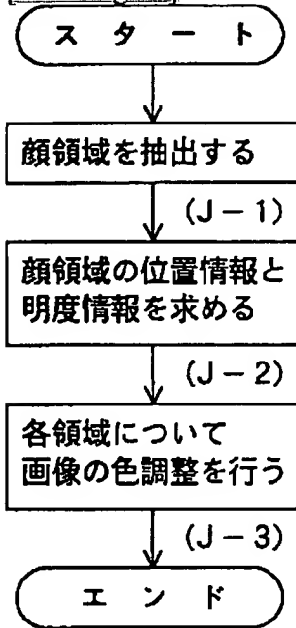 スタート
顔領域を抽出する
(J-1)
顔領域の位置情報と
明度情報を求める
(J-2)
各領域について
画像の色調整を行う
(J-3)
エンド